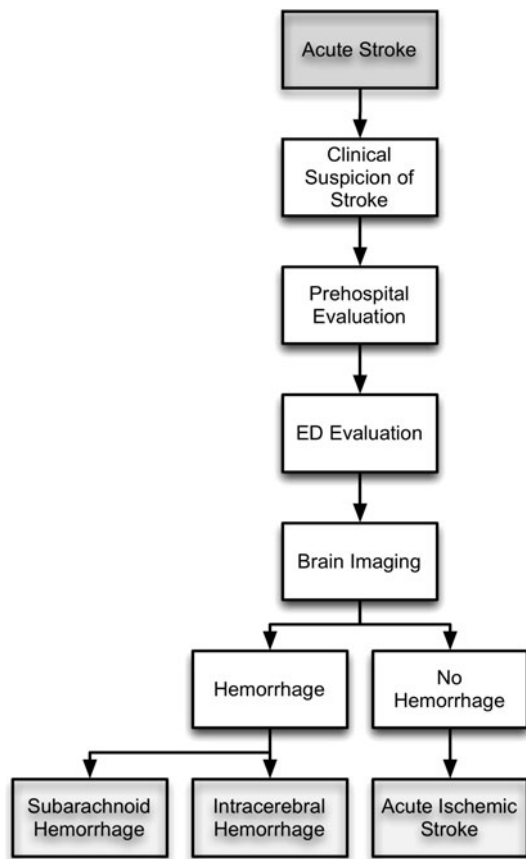 Acute Stroke
Clinical
Suspicion of
Stroke
Prehospital
Evaluation
ED Evaluation
Brain Imaging
Hemorrhage
No
Hemorrhage
Subarachnoid
Hemorrhage
Intracerebral
Hemorrhage
Acute Ischemic
Stroke